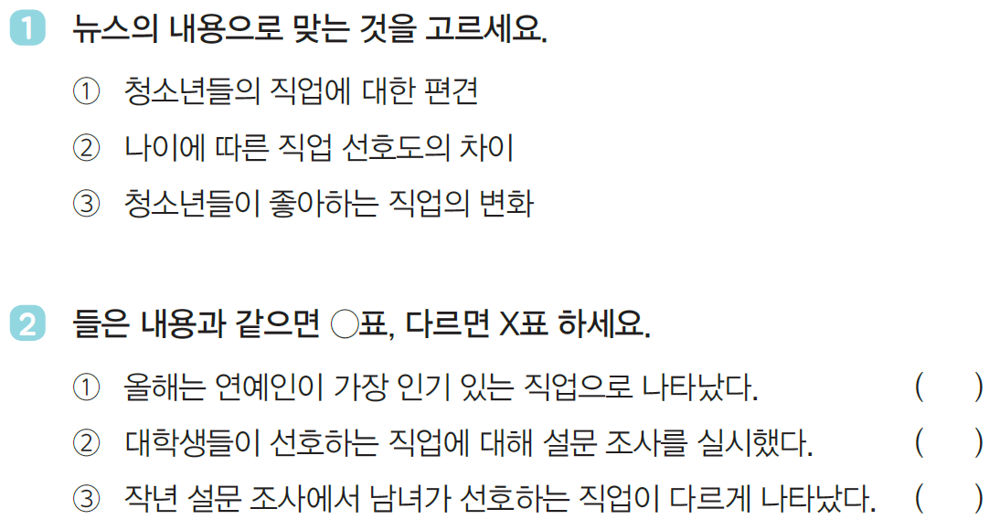 1 뉴스의 내용으로 맞는 것을 고르세요.
① 청소년들의 직업에 대한 편견
② 나이에 따른 직업 선호도의 차이
③ 청소년들이 좋아하는 직업의 변화
2 들은 내용과 같으면 ◯표, 다르면 X표 하세요.
① 올해는 연예인이 가장 인기 있는 직업으로 나타났다. ( )
② 대학생들이 선호하는 직업에 대해 설문 조사를 실시했다. ( )
③ 작년 설문 조사에서 남녀가 선호하는 직업이 다르게 나타났다. ( )